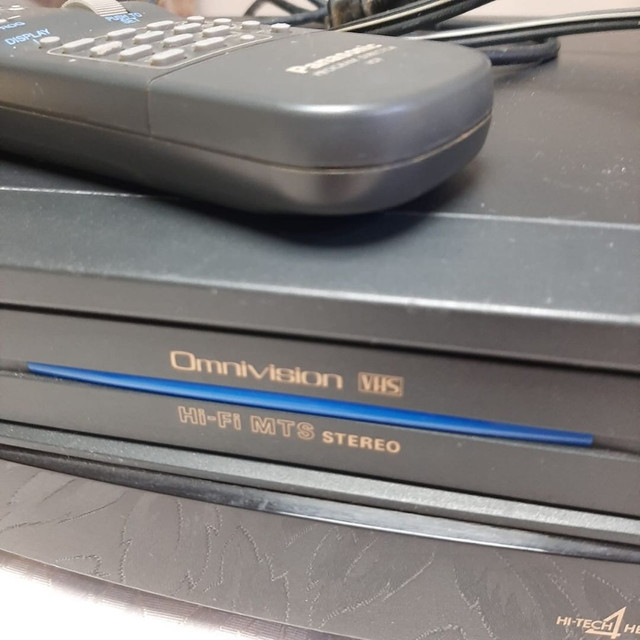 DISPLAY
Panasonic
Omnivision VHS
Hi-Fi MTS STEREO
HI-TECH 4